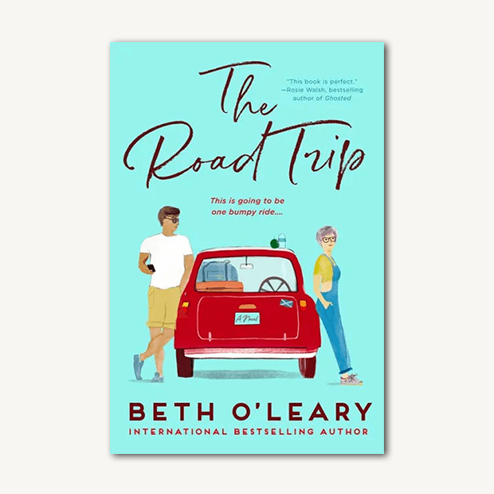 The
Road Trip
"This book is perfect."
—Rosie Walsh, bestselling
author of Ghosted
This is going to be
one bumpy ride....
A Novel
BETH O'LEARY
INTERNATIONAL BESTSELLING AUTHOR